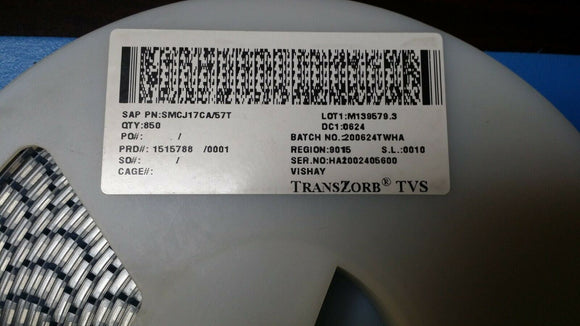 SAP PN:SMCJ17CA/57T LOT1:M139579.3
QTY:850 DC1:0624
PO#: / BATCH NO.:200624TWHA
PRD#: 1515788 /0001 REGION:9015 S.L.:0010
SO#: / SER.NO:HA2002405600
CAGE#: VISHAY
TRANSZORB® TVS